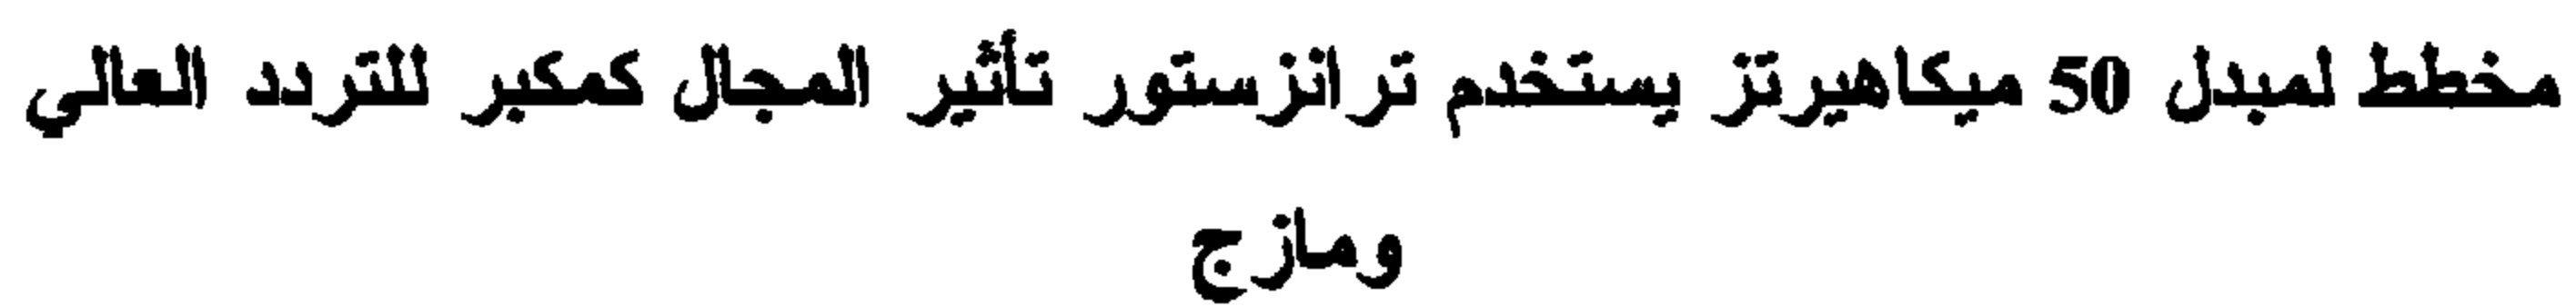 مخطط لمبدل 50 ميكاهيرتز يستخدم ترانزستور تأثير المجال كمكبر للتردد العالي
ومازج